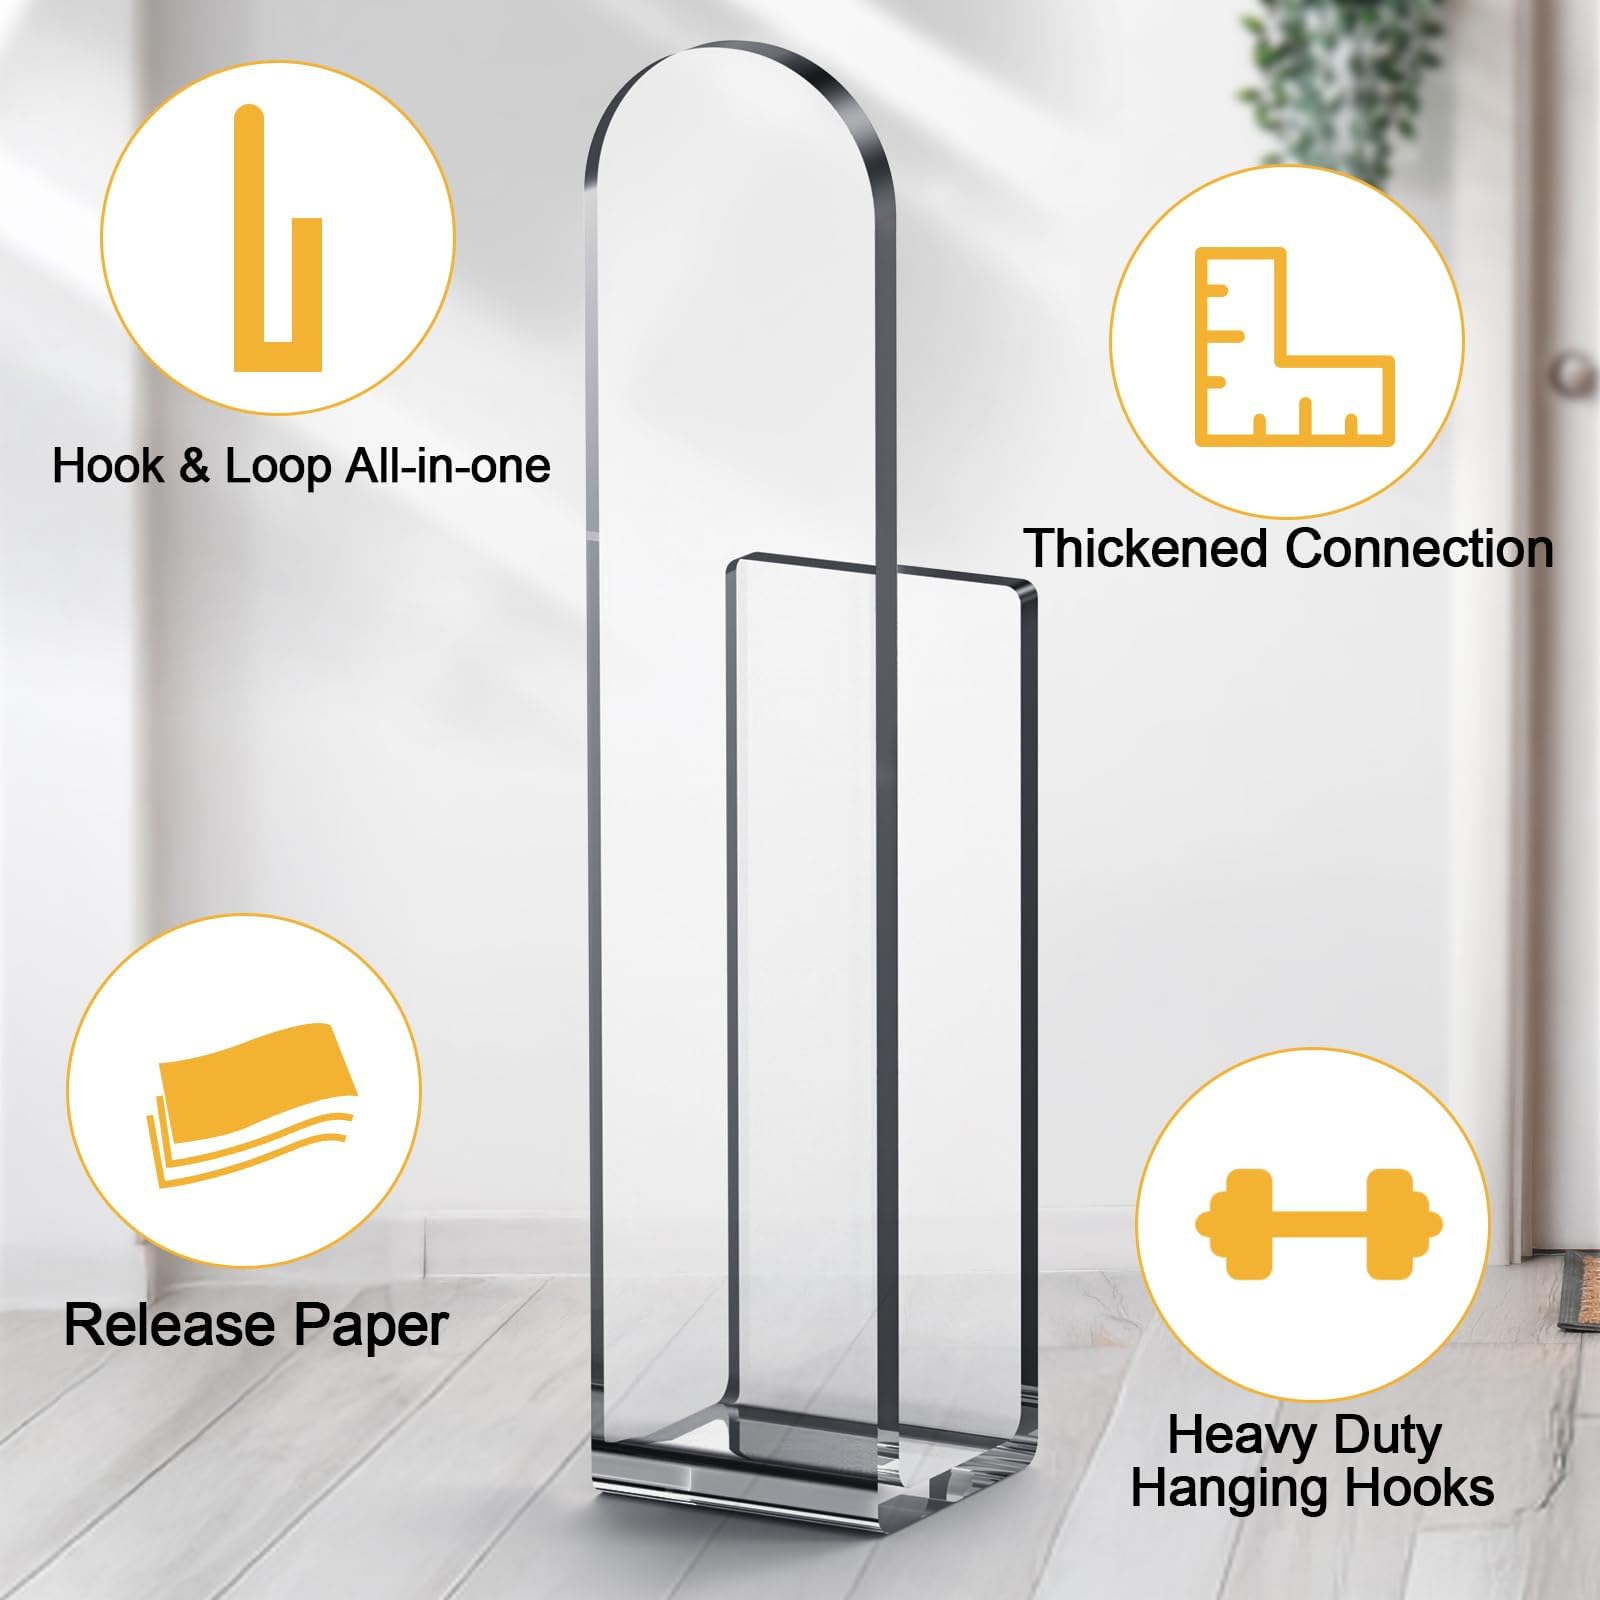 Hook & Loop All-in-one
Thickened Connection
Release Paper
Heavy Duty
Hanging Hooks